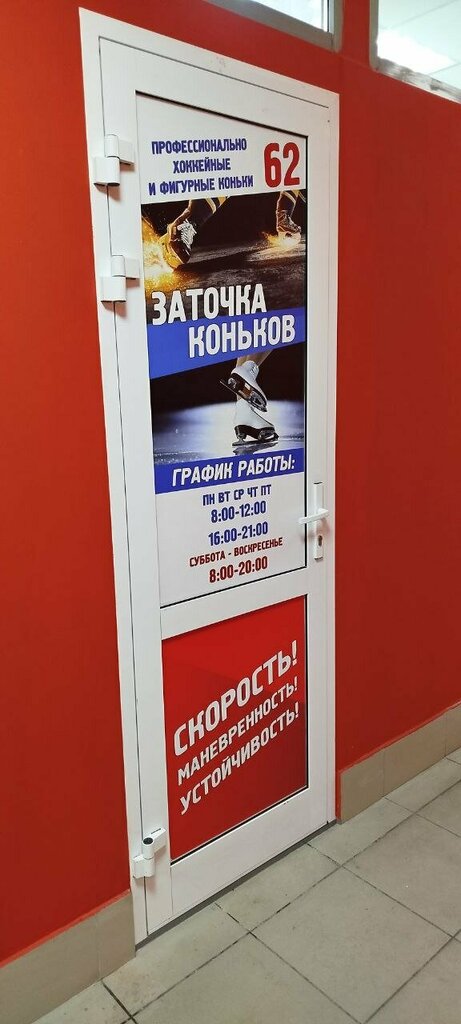 ПРОФЕССИОНАЛЬНО
ХОККЕЙНЫЕ
И ФИГУРНЫЕ КОНЬКИ
62
ЗАТОЧКА
КОНЬКОВ
ГРАФИК РАБОТЫ:
ПН ВТ СР ЧТ ПТ
8:00-12:00
16:00-21:00
СУББОТА - ВОСКРЕСЕНЬЕ
8:00-20:00
СКОРОСТЬ!
МАНЕВРЕННОСТЬ!
УСТОЙЧИВОСТЬ!